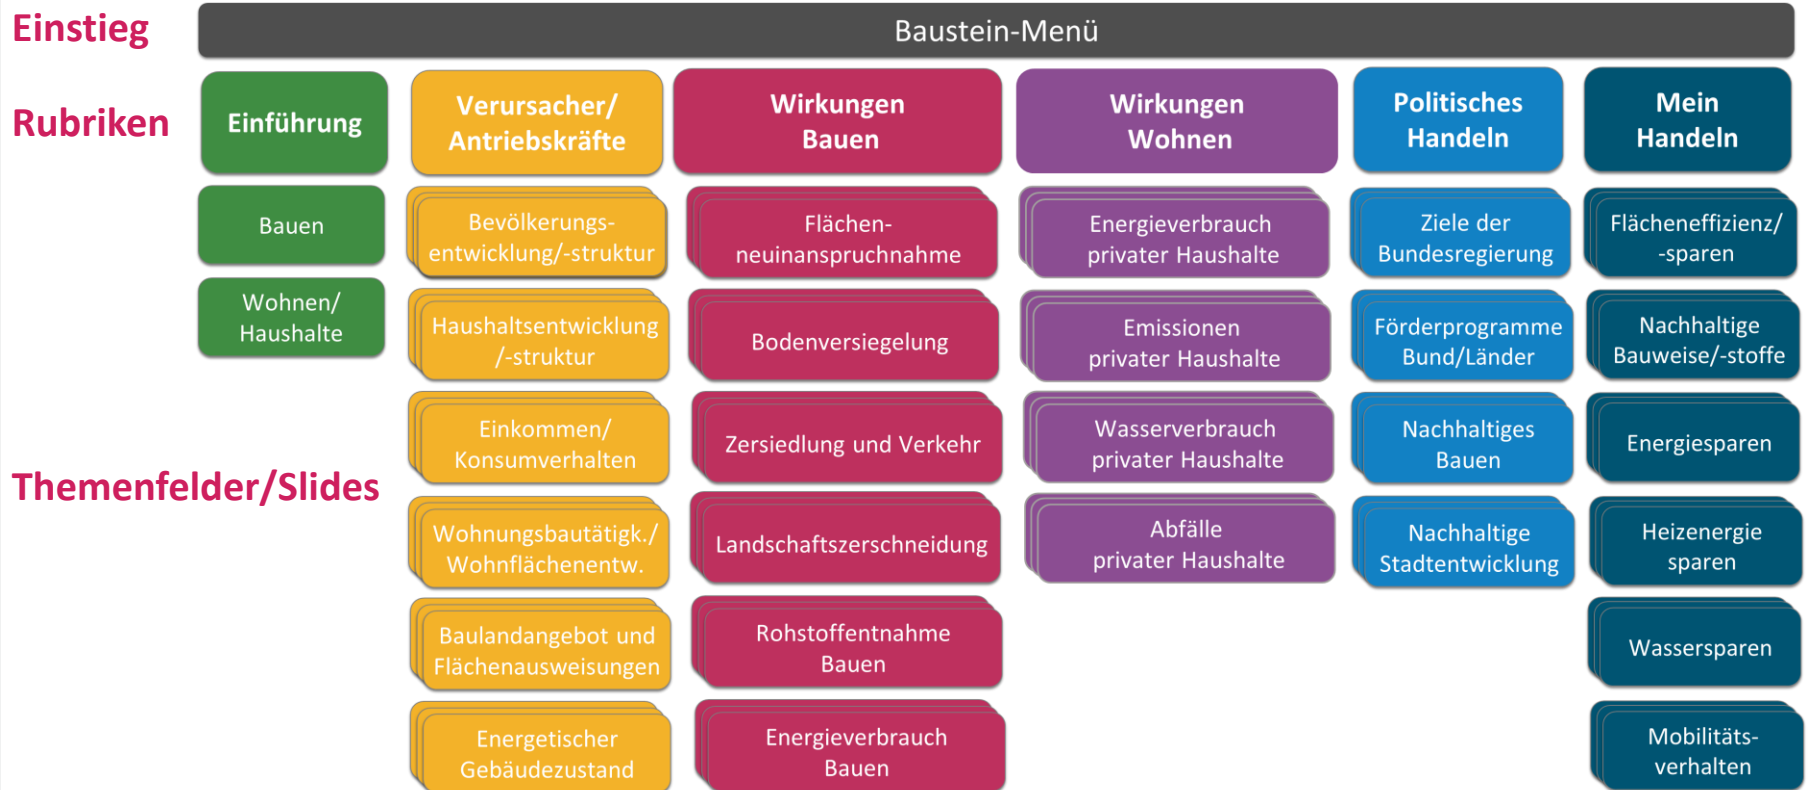 Einstieg
Baustein-Menü
Rubriken
Einführung
Verursacher/
Antriebskräfte
Wirkungen
Bauen
Wirkungen
Wohnen
Politisches
Handeln
Mein
Handeln
Themenfelder/Slides
Bauen
Wohnen/
Haushalte
Bevölkerungs-
entwicklung/-struktur
Haushaltsentwicklung
/-struktur
Einkommen/
Konsumverhalten
Wohnungsbautätigk./
Wohnflächenentw.
Baulandangebot und
Flächenausweisungen
Energetischer
Gebäudezustand
Flächen-
neuinanspruchnahme
Bodenversiegelung
Zersiedlung und Verkehr
Landschaftszerschneidung
Rohstoffentnahme
Bauen
Energieverbrauch
Bauen
Energieverbrauch
privater Haushalte
Emissionen
privater Haushalte
Wasserverbrauch
privater Haushalte
Abfälle
privater Haushalte
Ziele der
Bundesregierung
Förderprogramme
Bund/Länder
Nachhaltiges
Bauen
Nachhaltige
Stadtentwicklung
Flächeneffizienz/
-sparen
Nachhaltige
Bauweise/-stoffe
Energiesparen
Heizenergie
sparen
Wassersparen
Mobilitäts-
verhalten